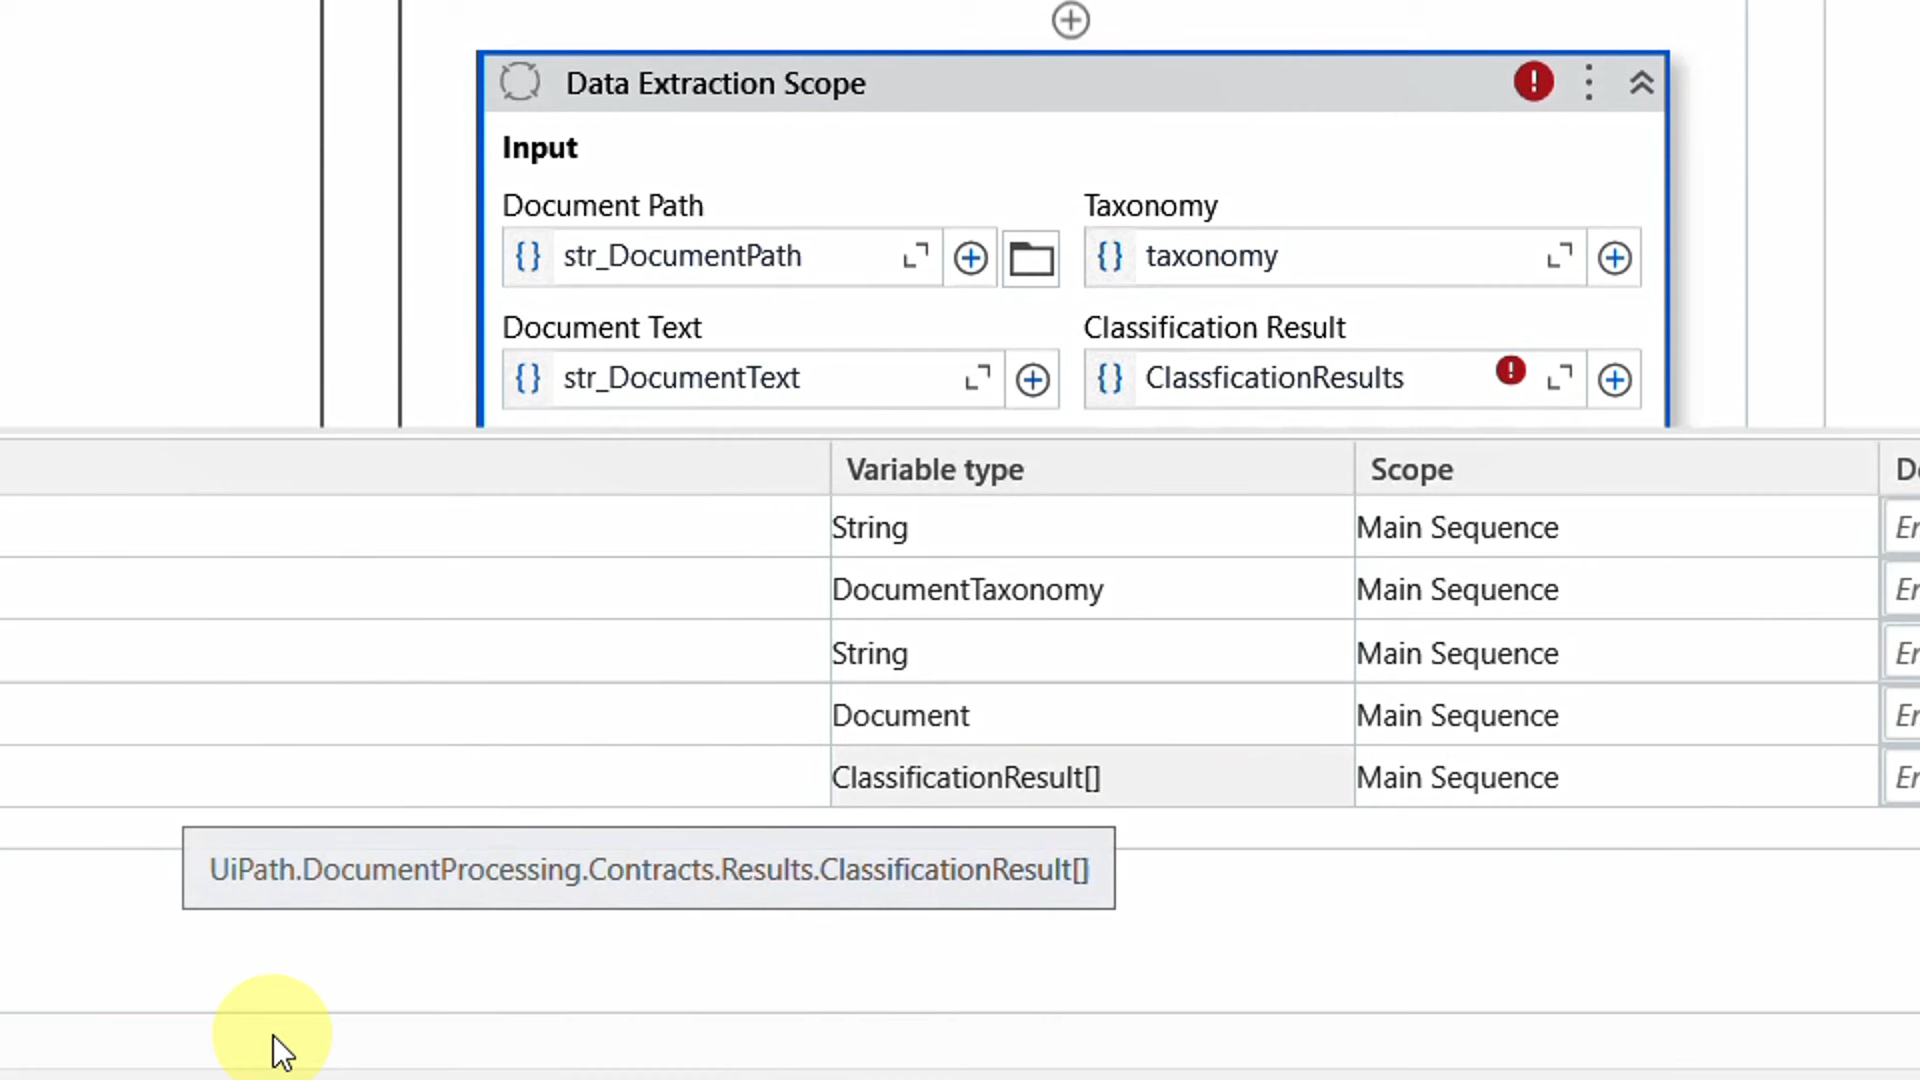 Data Extraction Scope
Input
Document Path
Taxonomy
{} str_DocumentPath
{} taxonomy
Document Text
Classification Result
{} str_DocumentText
{} ClassficationResults
Variable type Scope
String Main Sequence
DocumentTaxonomy Main Sequence
String Main Sequence
Document Main Sequence
ClassificationResult[] Main Sequence
UiPath.DocumentProcessing.Contracts.Results.ClassificationResult[]